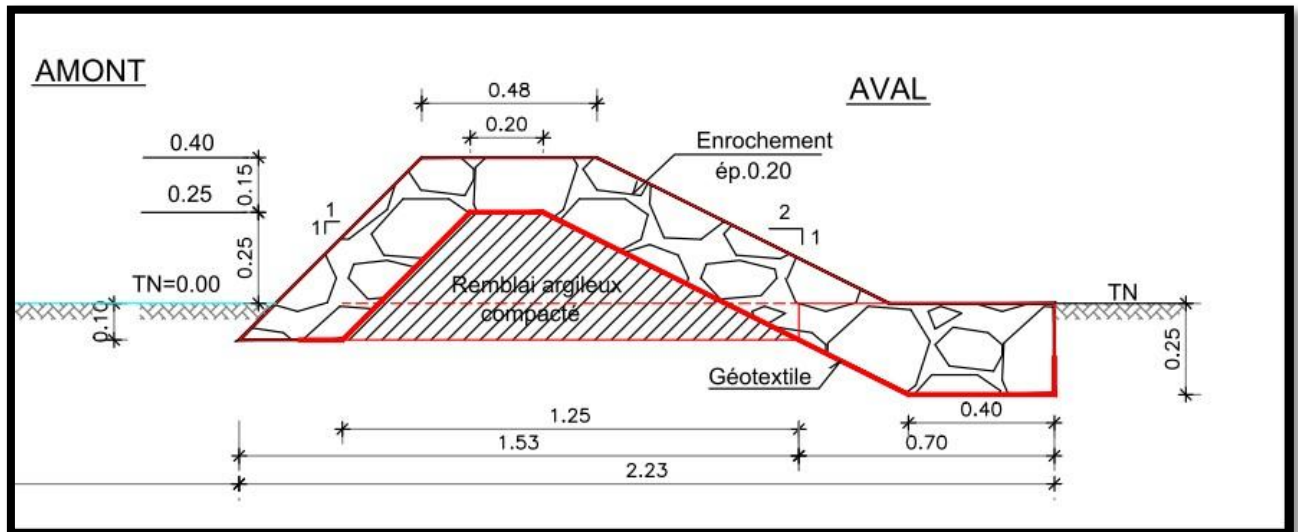 AMONT
AVAL
0.48
0.20
Enrochement
ép.0.20
0.40
0.15
0.25
0.25
1
1
2
1
TN=0.00
0.10
Remblai argileux
compacté
TN
0.25
Géotextile
0.40
1.25
1.53
0.70
2.23